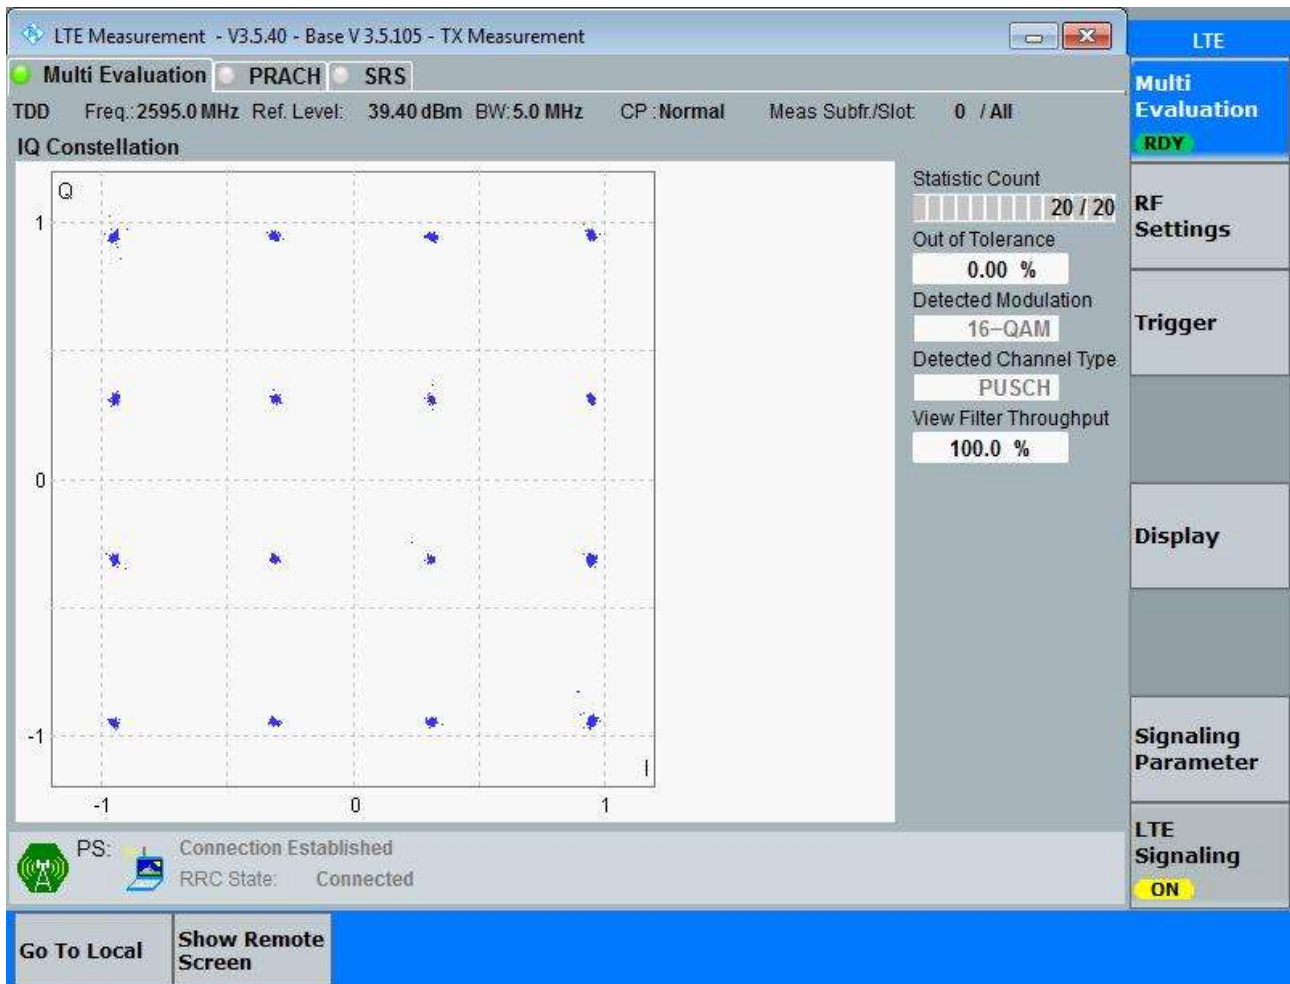 LTE Measurement - V3.5.40 - Base V 3.5.105 - TX Measurement
LTE
Multi Evaluation PRACH SRS
TDD Freq.: 2595.0 MHz Ref. Level: 39.40 dBm BW: 5.0 MHz CP : Normal Meas Subfr./Slot: 0 / All
IQ Constellation
Q
1
0
-1
I
-1 0 1
Statistic Count
20 / 20
Out of Tolerance
0.00 %
Detected Modulation
16-QAM
Detected Channel Type
PUSCH
View Filter Throughput
100.0 %
Multi
Evaluation
RDY
RF
Settings
Trigger
Display
Signaling
Parameter
LTE
Signaling
ON
PS: Connection Established
RRC State: Connected
Go To Local
Show Remote
Screen